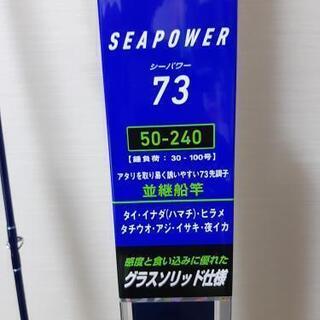 SEAPOWER
シーパワー
73
50-240
【錘負荷：30-100号】
アタリを取り易く誘いやすい73先調子
並継船竿
タイ・イナダ(ハマチ)・ヒラメ
タチウオ・アジ・イサキ・夜イカ
感度と食い込みに優れた
グラスソリッド仕様